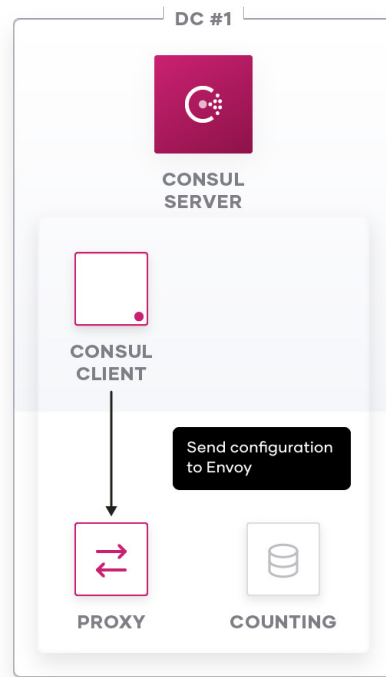 DC #1
CONSUL
SERVER
CONSUL
CLIENT
Send configuration
to Envoy
PROXY
COUNTING